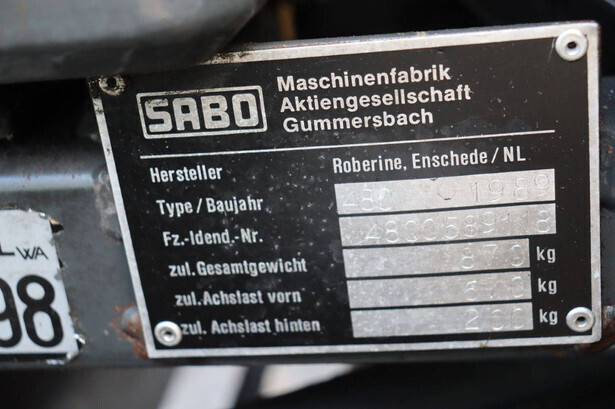 SABO
Maschinenfabrik
Aktiengesellschaft
Gummersbach
Hersteller Roberine, Enschede / NL
Type / Baujahr 1989
Fz.-Idend.-Nr.
zul. Gesamtgewicht kg
zul. Achslast vorn kg
zul. Achslast hinten kg
LWA
98